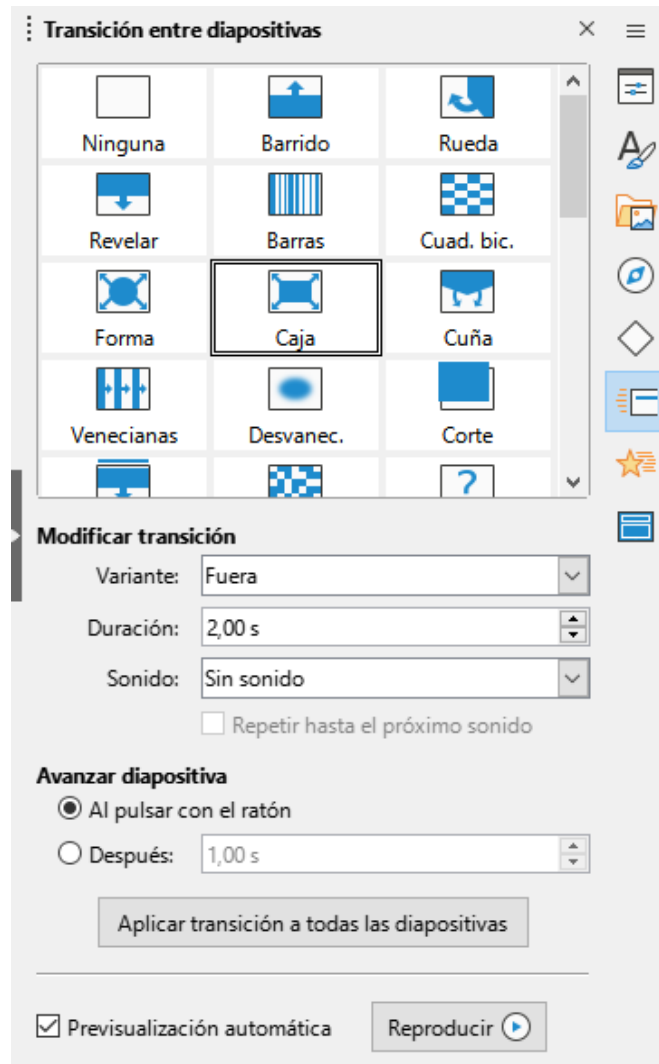 Transición entre diapositivas
Ninguna Barrido Rueda
Revelar Barras Cuad. bic.
Forma Caja Cuña
Venecianas Desvanec. Corte
?
Modificar transición
Variante: Fuera
Duración: 2,00 s
Sonido: Sin sonido
Repetir hasta el próximo sonido
Avanzar diapositiva
Al pulsar con el ratón
Después: 1,00 s
Aplicar transición a todas las diapositivas
Previsualización automática Reproducir